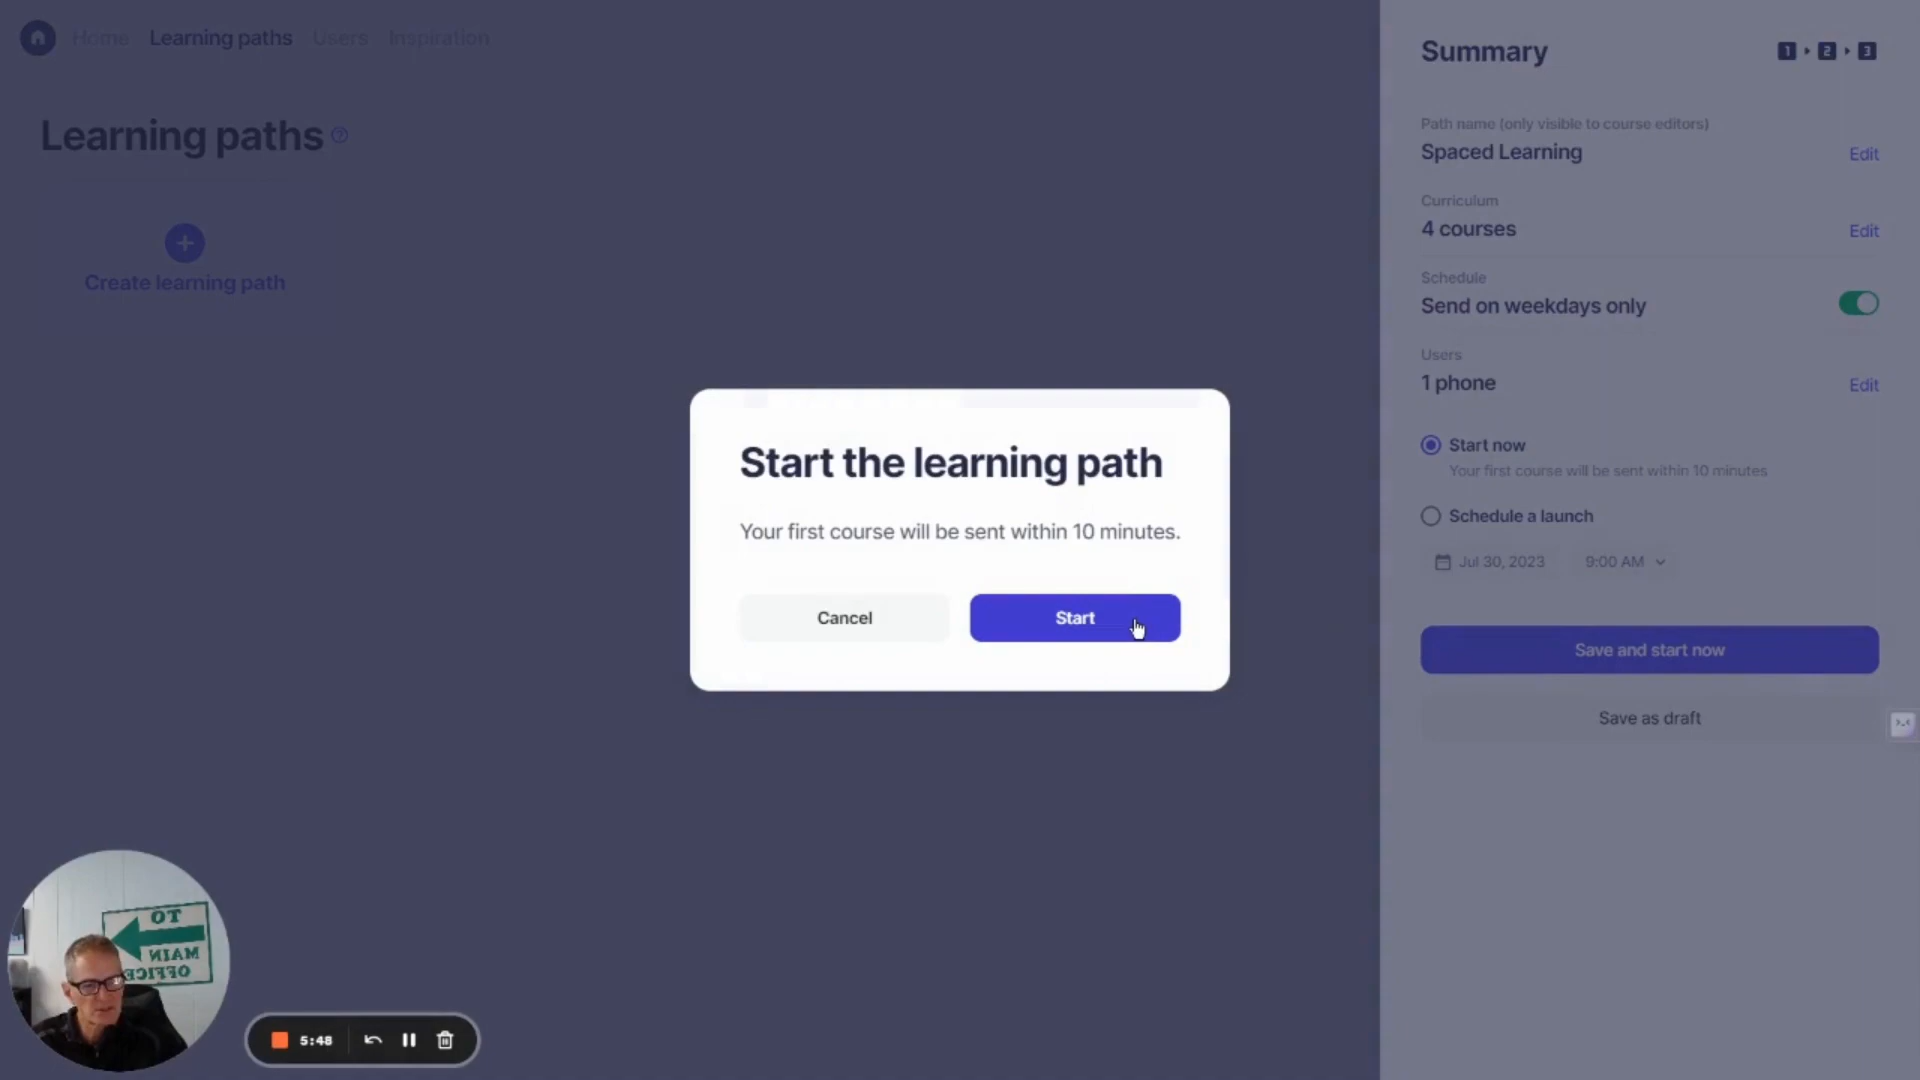 Home Learning paths Users Inspiration
Learning paths
Create learning path
Start the learning path
Your first course will be sent within 10 minutes.
Cancel Start
Summary 1 2 3
Path name (only visible to course editors)
Spaced Learning Edit
Curriculum
4 courses Edit
Schedule
Send on weekdays only
Users
1 phone Edit
Start now
Your first course will be sent within 10 minutes
Schedule a launch
Jul 30, 2023 9:00 AM
Save and start now
Save as draft
TO
MAIN
OFFICE
5:48